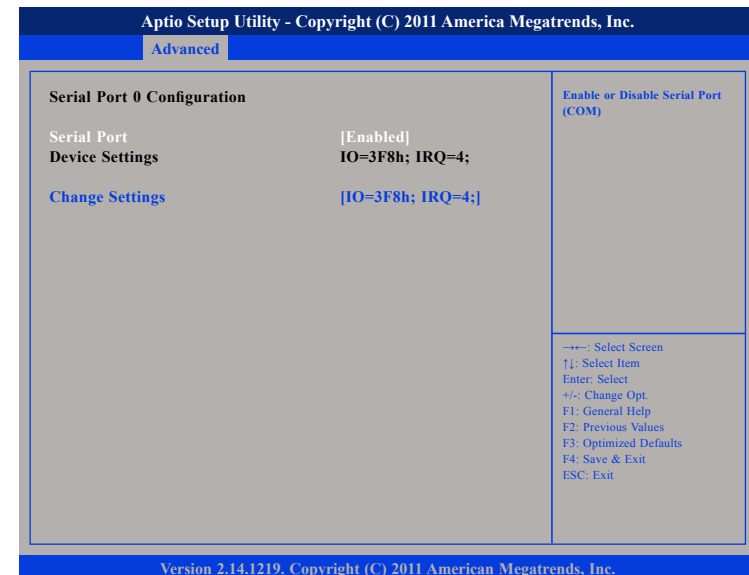 Aptio Setup Utility - Copyright (C) 2011 America Megatrends, Inc.
Advanced
Serial Port 0 Configuration
Serial Port [Enabled]
Device Settings IO=3F8h; IRQ=4;
Change Settings [IO=3F8h; IRQ=4;]
Enable or Disable Serial Port
(COM)
→←: Select Screen
↑↓: Select Item
Enter: Select
+/-: Change Opt.
F1: General Help
F2: Previous Values
F3: Optimized Defaults
F4: Save & Exit
ESC: Exit
Version 2.14.1219. Copyright (C) 2011 American Megatrends, Inc.